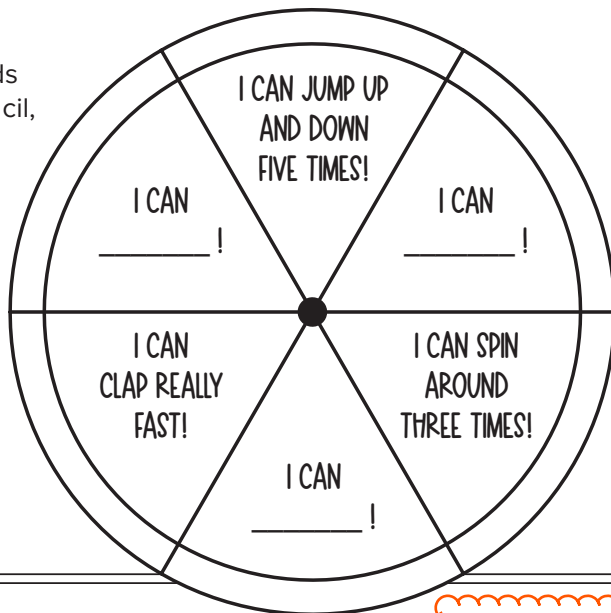 cil,
I CAN JUMP UP
AND DOWN
FIVE TIMES!
I CAN
_______ !
I CAN
_______ !
I CAN
CLAP REALLY
FAST!
I CAN SPIN
AROUND
THREE TIMES!
I CAN
_______ !